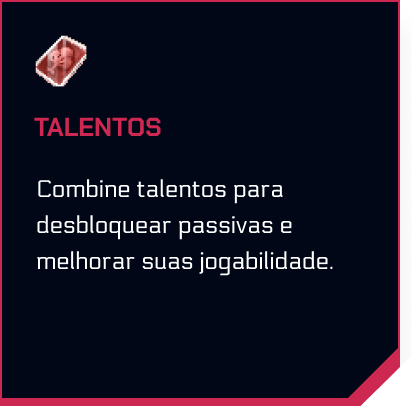 TALENTOS
Combine talentos para
desbloquear passivas e
melhorar suas jogabilidade.